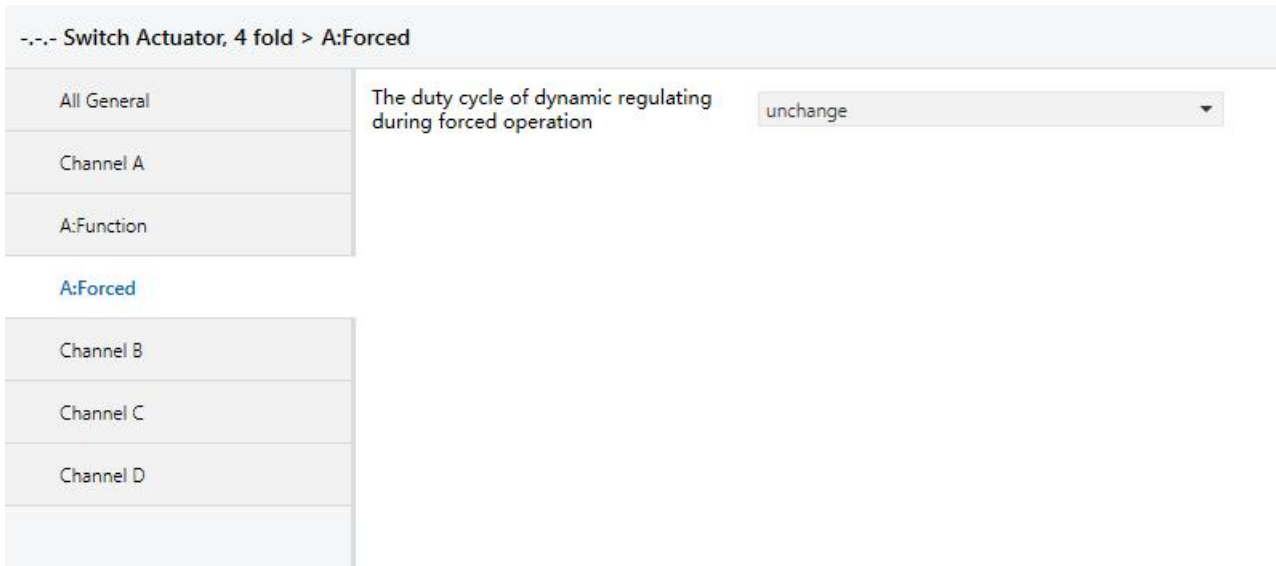 -.-.- Switch Actuator, 4 fold > A:Forced
All General
The duty cycle of dynamic regulating
during forced operation
unchange
Channel A
A:Function
A:Forced
Channel B
Channel C
Channel D